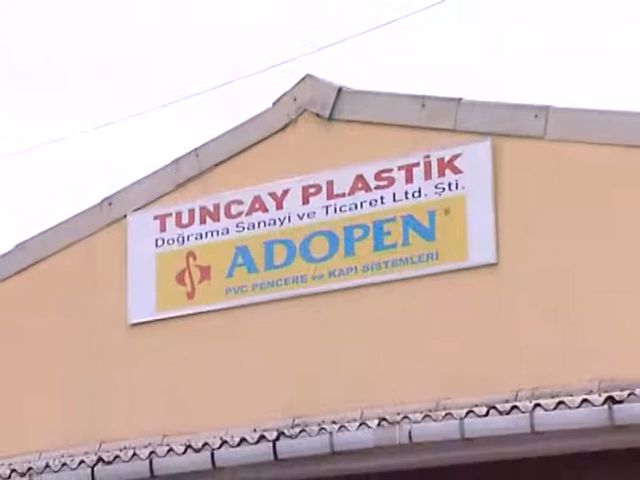 TUNCAY PLASTİK
Doğrama Sanayi ve Ticaret Ltd. Şti.
ADOPEN®
PVC PENCERE ve KAPI SİSTEMLERİ